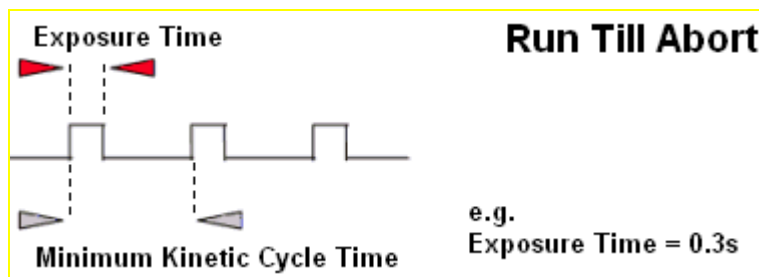 Exposure Time
Run Till Abort
Minimum Kinetic Cycle Time
e.g.
Exposure Time = 0.3s